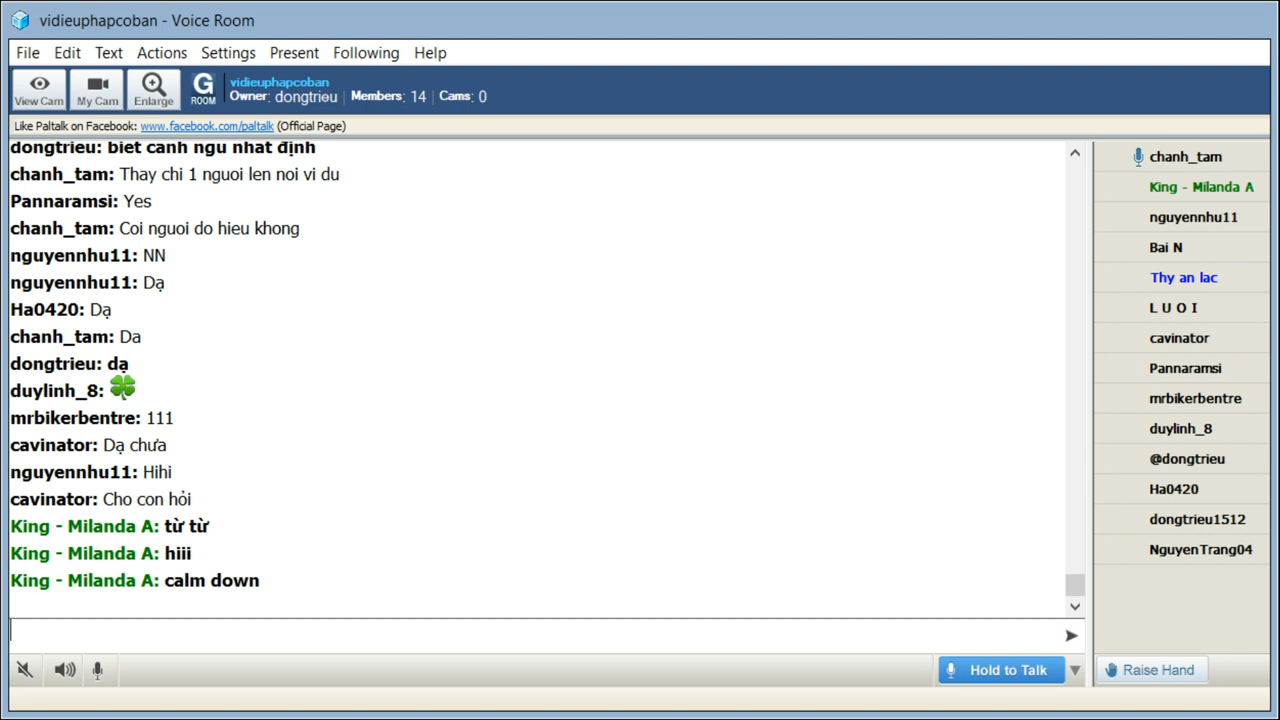 vidieuphapcoban - Voice Room
File Edit Text Actions Settings Present Following Help
View Cam
My Cam
Enlarge
G ROOM
vidieuphapcoban
Owner: dongtrieu | Members: 14 | Cams: 0
Like Paltalk on Facebook: www.facebook.com/paltalk (Official Page)
dongtrieu: biet canh ngu nhat định
chanh_tam: Thay chi 1 nguoi len noi vi du
Pannaramsi: Yes
chanh_tam: Coi nguoi do hieu khong
nguyennhu11: NN
nguyennhu11: Dạ
Ha0420: Dạ
chanh_tam: Da
dongtrieu: dạ
duylinh_8:
mrbikerbentre: 111
cavinator: Dạ chưa
nguyennhu11: Hihi
cavinator: Cho con hỏi
King - Milanda A: từ từ
King - Milanda A: hiii
King - Milanda A: calm down
chanh_tam
King - Milanda A
nguyennhu11
Bai N
Thy an lac
L U O I
cavinator
Pannaramsi
mrbikerbentre
duylinh_8
@dongtrieu
Ha0420
dongtrieu1512
NguyenTrang04
Hold to Talk
Raise Hand